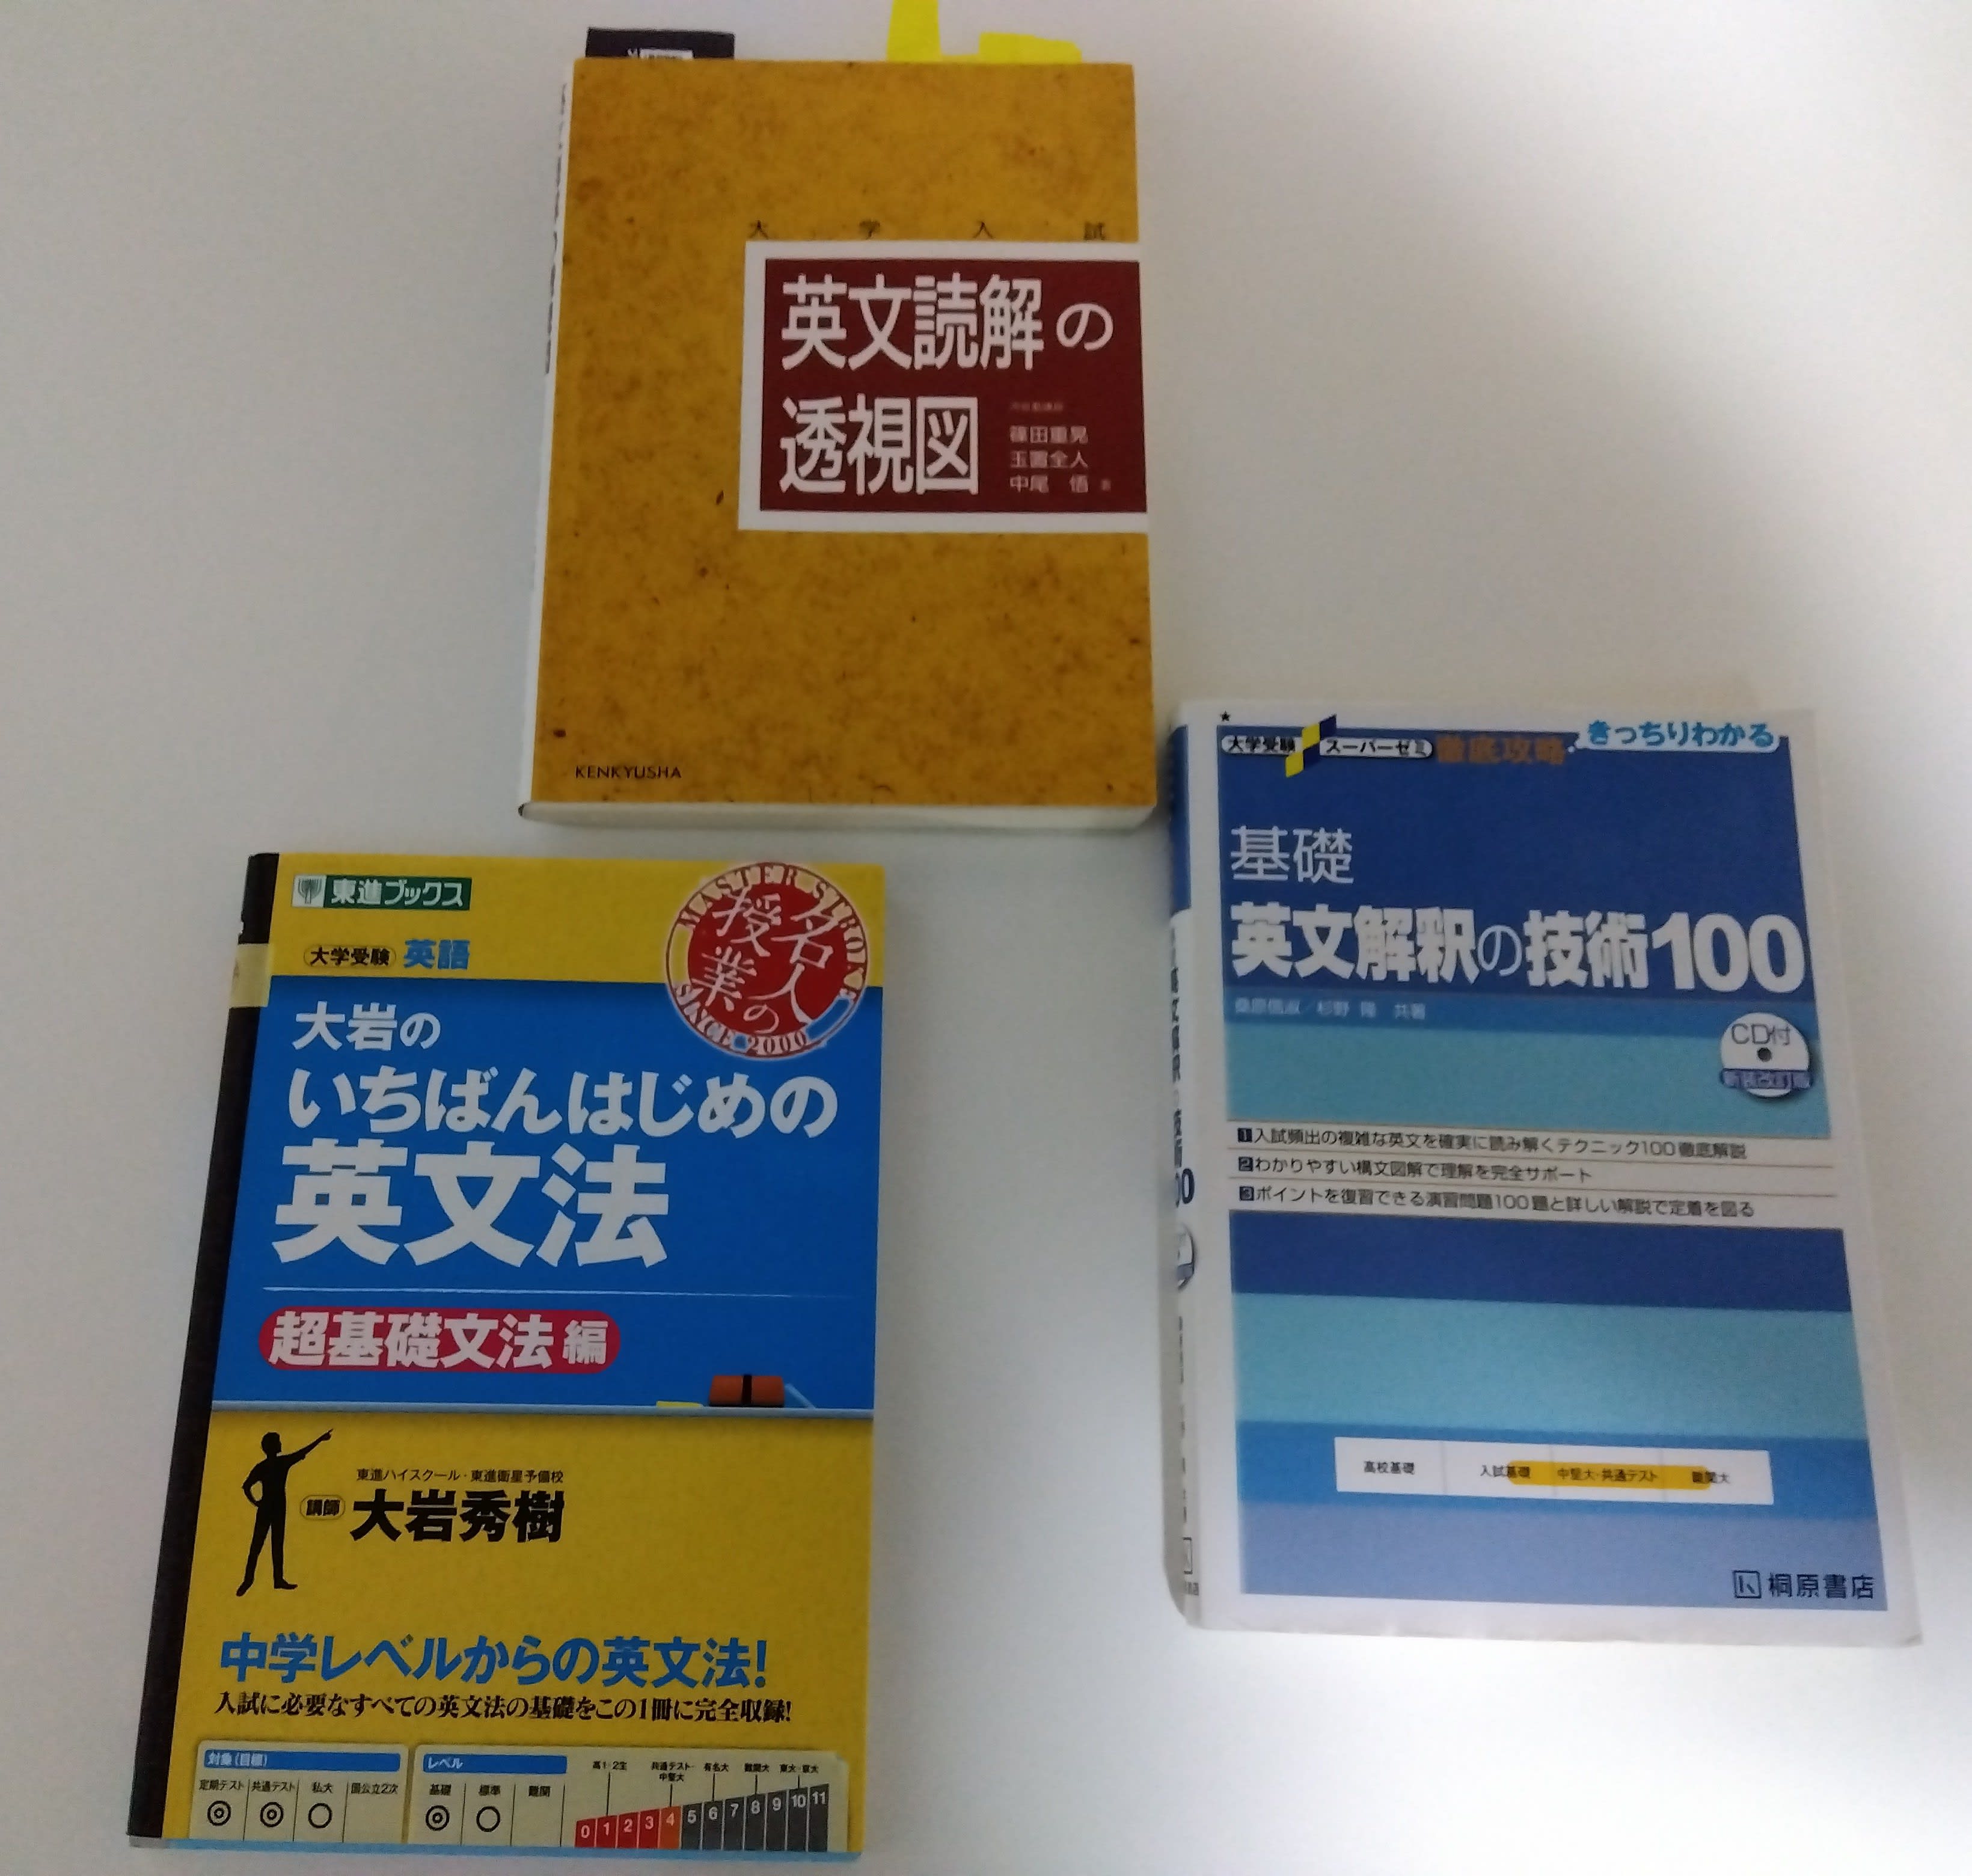 大学入試
英文読解の
透視図
篠田重晃
玉置全人
中尾 悟 著
KENKYUSHA
東進ブックス
大学受験 英語
MASTER'S ROOM
名人の
授業
SINCE 2000
大岩の
いちばんはじめの
英文法
超基礎文法編
東進ハイスクール・東進衛星予備校
講師 大岩秀樹
中学レベルからの英文法!
入試に必要なすべての英文法の基礎をこの1冊に完全収録!
対象(目標)
定期テスト 共通テスト 私大 国公立2次
◎ ◎ ○
レベル
基礎 標準 難関
◎ ○
高1・2生 共通テスト・中堅大 有名大 難関大 東大・京大
0 1 2 3 4 5 6 7 8 9 10 11
★
大学受験 スーパーゼミ 徹底攻略 きっちりわかる
基礎
英文解釈の技術100
桑原信淑/杉野 隆 共著
CD付
新装改訂版
1入試頻出の複雑な英文を確実に読み解くテクニック100徹底解説
2わかりやすい構文図解で理解を完全サポート
3ポイントを復習できる演習問題100題と詳しい解説で定着を図る
高校基礎 入試基礎 中堅大・共通テスト 難関大
桐原書店